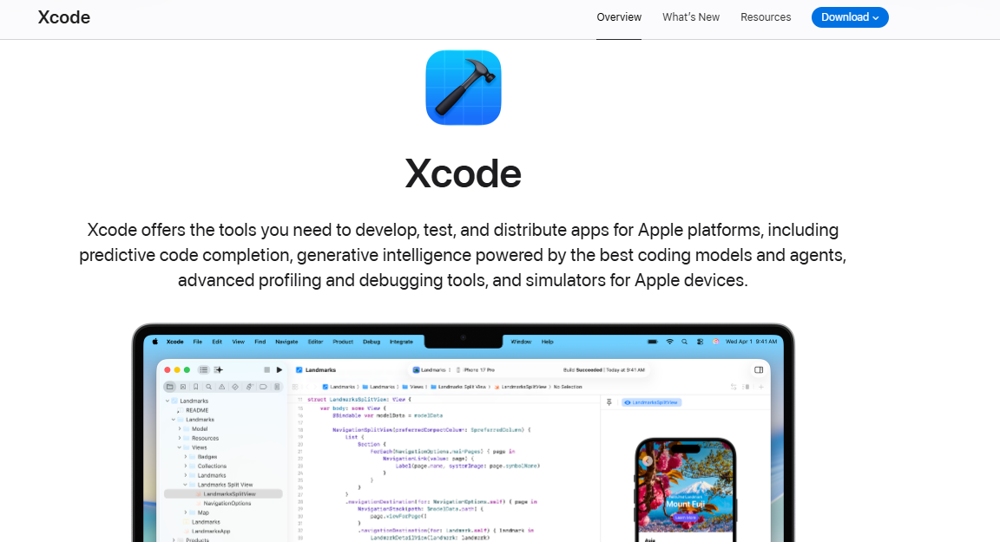 Xcode
Overview What's New Resources Download
Xcode
Xcode offers the tools you need to develop, test, and distribute apps for Apple platforms, including
predictive code completion, generative intelligence powered by the best coding models and agents,
advanced profiling and debugging tools, and simulators for Apple devices.
Xcode File Edit View Find Navigate Editor Product Debug Integrate Window Help Wed Apr 1 9:41 AM
Landmarks
Landmarks iPhone 17 Pro
Build Succeeded | Today at 9:41 AM
Landmarks Landmarks Views Landmarks Split View LandmarksSplitView No Selection
Landmarks
README
Landmarks
Model
Resources
Views
Badges
Collections
Landmarks
Landmarks Split View
LandmarksSplitView
NavigationOptions
Map
Landmarks
LandmarksApp
Products
struct LandmarksSplitView: View {
var body: some View {
@Bindable var modelData = modelData
NavigationSplitView(preferredCompactColumn: $preferredColumn) {
List {
Section {
ForEach(NavigationOptions.mainPages) { page in
NavigationLink(value: page) {
Label(page.name, systemImage: page.symbolName)
}
}
}
}
.navigationDestination(for: NavigationOptions.self) { page in
NavigationStack(path: $modelData.path) {
page.viewForPage()
}
.navigationDestination(for: Landmark.self) { landmark in
LandmarkDetailView(landmark: landmark)
LandmarksSplitView
Mount Fuji
Learn More
Asia